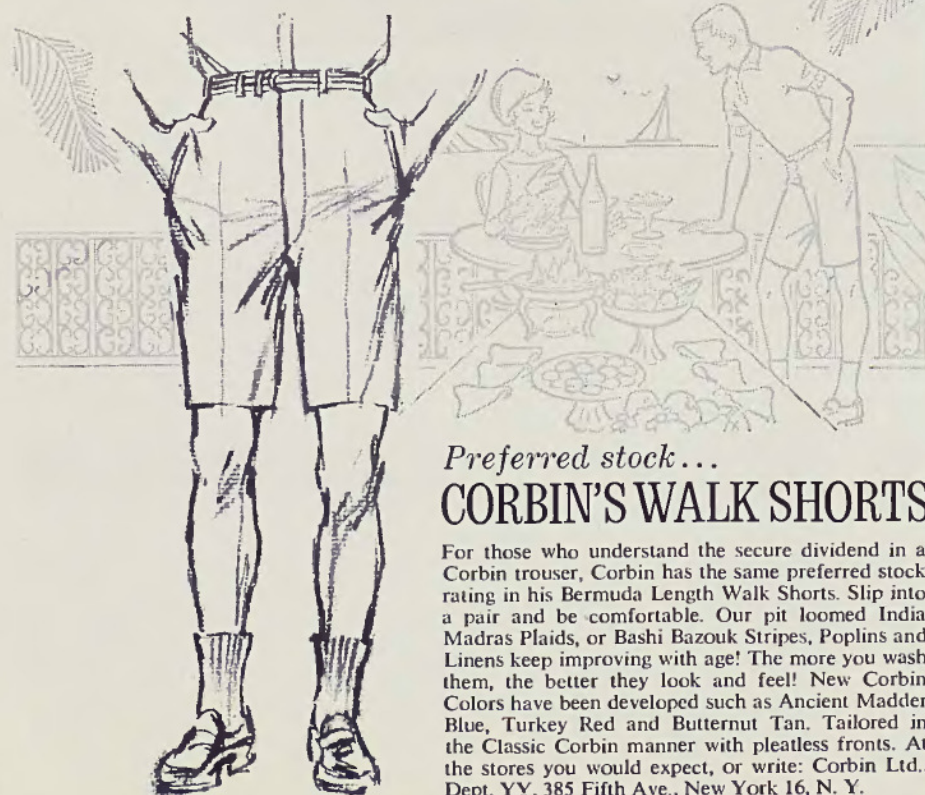 Preferred stock...
CORBIN'S WALK SHORTS
For those who understand the secure dividend in a
Corbin trouser, Corbin has the same preferred stock
rating in his Bermuda Length Walk Shorts. Slip into
a pair and be comfortable. Our pit loomed India
Madras Plaids, or Bashi Bazouk Stripes, Poplins and
Linens keep improving with age! The more you wash
them, the better they look and feel! New Corbin
Colors have been developed such as Ancient Madder
Blue, Turkey Red and Butternut Tan. Tailored in
the Classic Corbin manner with pleatless fronts. At
the stores you would expect, or write: Corbin Ltd.,
Dept. YY, 385 Fifth Ave., New York 16, N. Y.